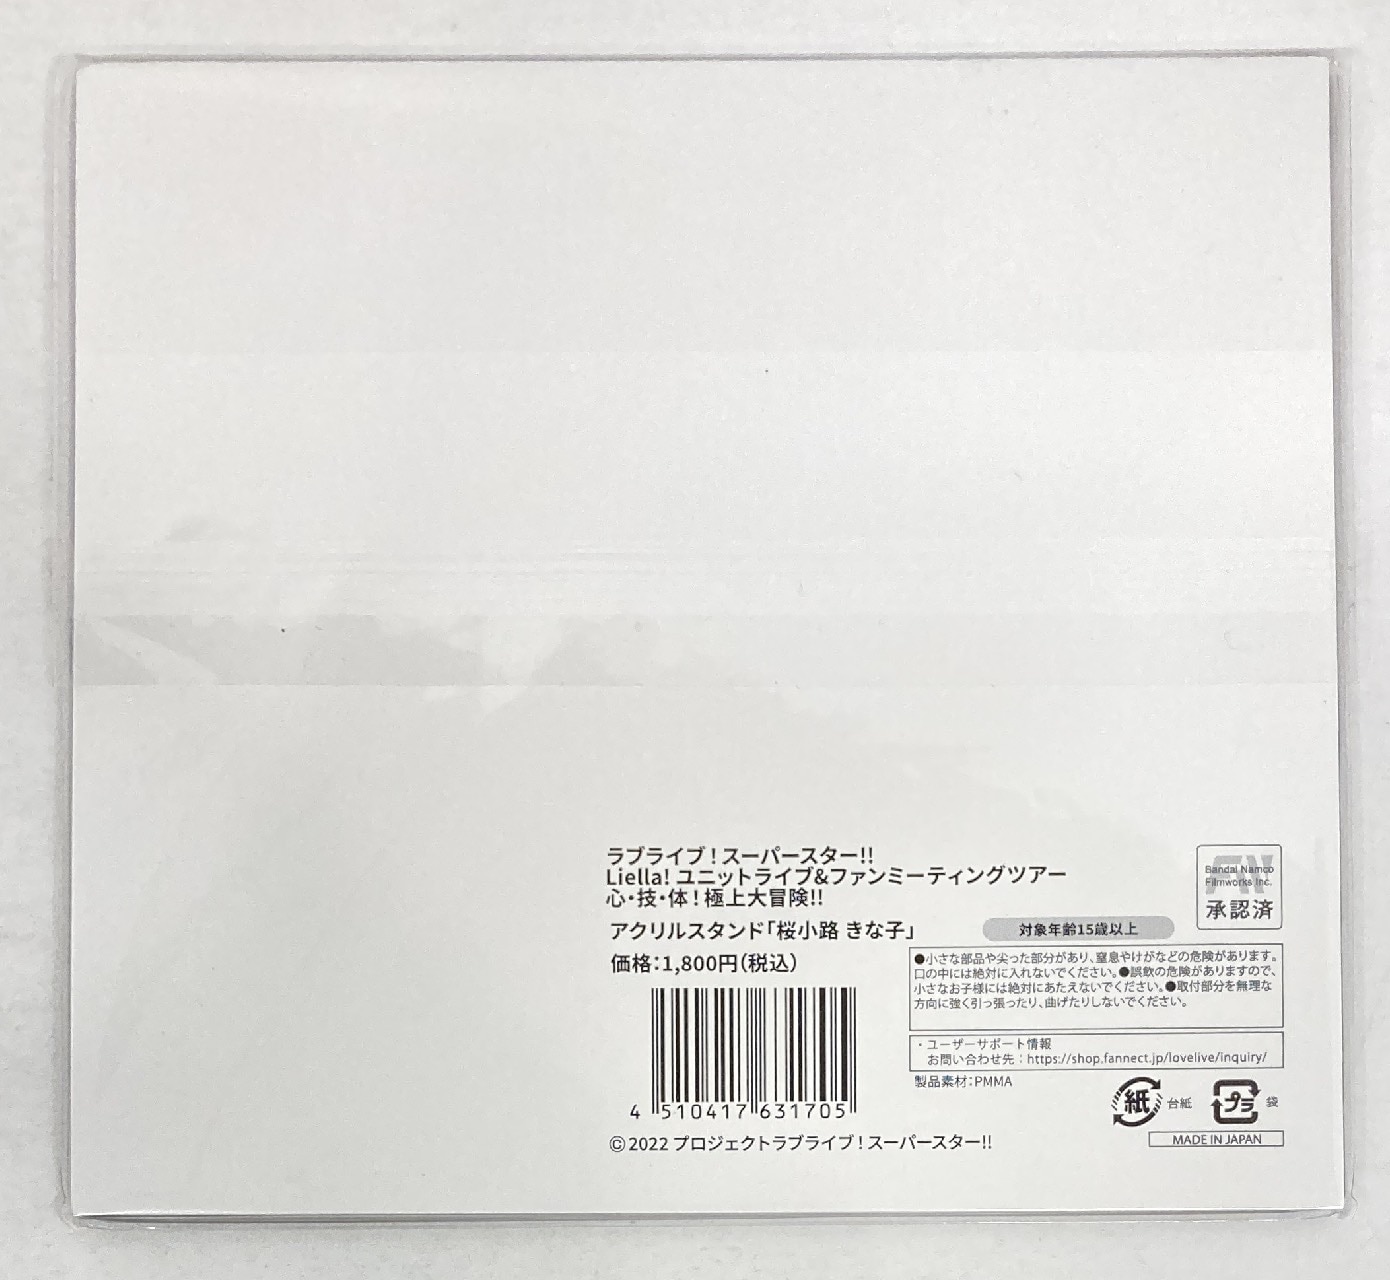 ラブライブ！スーパースター!!
Liella! ユニットライブ&ファンミーティングツアー
心・技・体！極上大冒険!!
アクリルスタンド「桜小路 きな子」
価格：1,800円（税込）
4 510417 631705
©2022 プロジェクトラブライブ！スーパースター!!
Bandai Namco
Filmworks Inc.
承認済
対象年齢15歳以上
●小さな部品や尖った部分があり、窒息やけがなどの危険があります。
口の中には絶対に入れないでください。●誤飲の危険がありますので、
小さなお子様には絶対にあたえないでください。●取付部分を無理な
方向に強く引っ張ったり、曲げたりしないでください。
・ユーザーサポート情報
お問い合わせ先：https://shop.fannect.jp/lovelive/inquiry/
製品素材：PMMA
紙 台紙 プラ 袋
MADE IN JAPAN